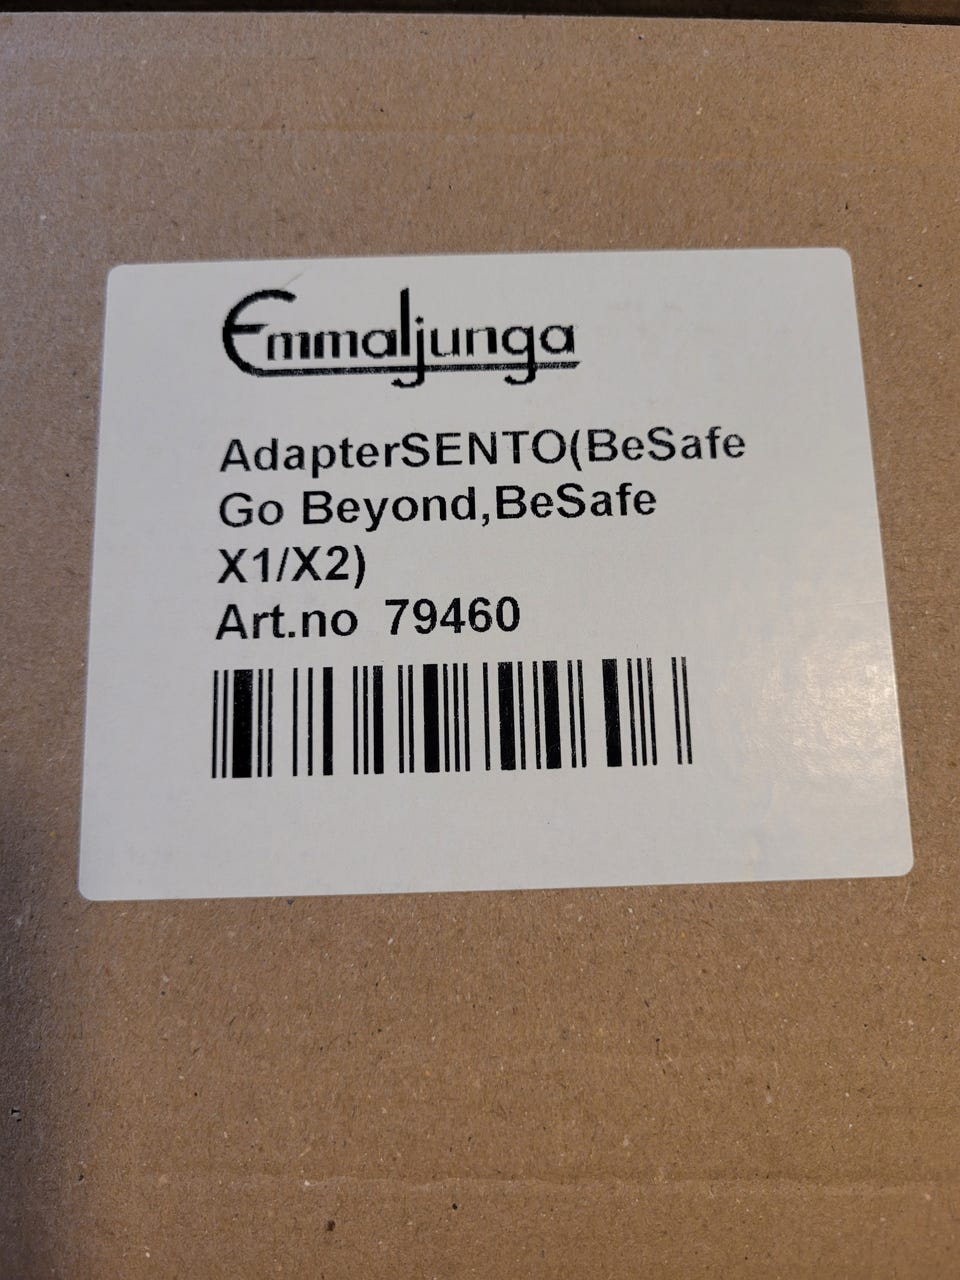 Emmaljunga
AdapterSENTO(BeSafe
Go Beyond,BeSafe
X1/X2)
Art.no 79460